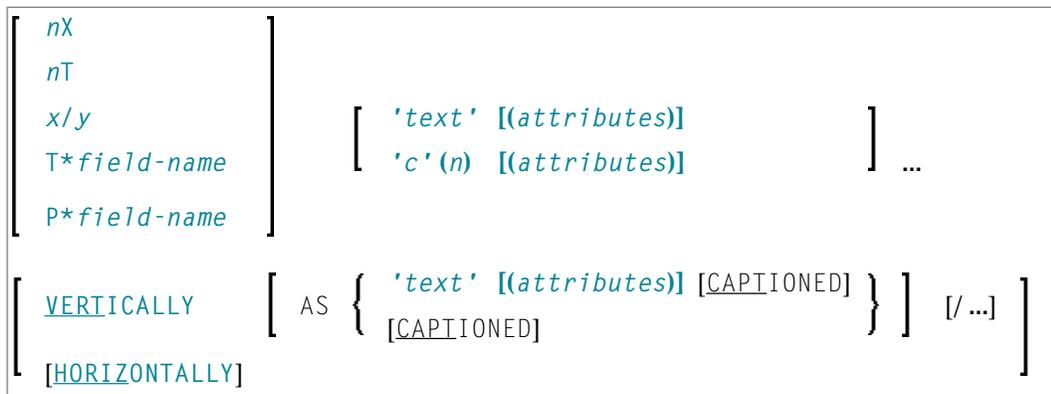 nX
nT
x/y
T*field-name
P*field-name
'text' [(attributes)]
'c' (n) [(attributes)]
...
VERTICALLY [ AS { 'text' [(attributes)] [CAPTIONED]
[CAPTIONED] } ] [/ ...]
[HORIZONTALLY]